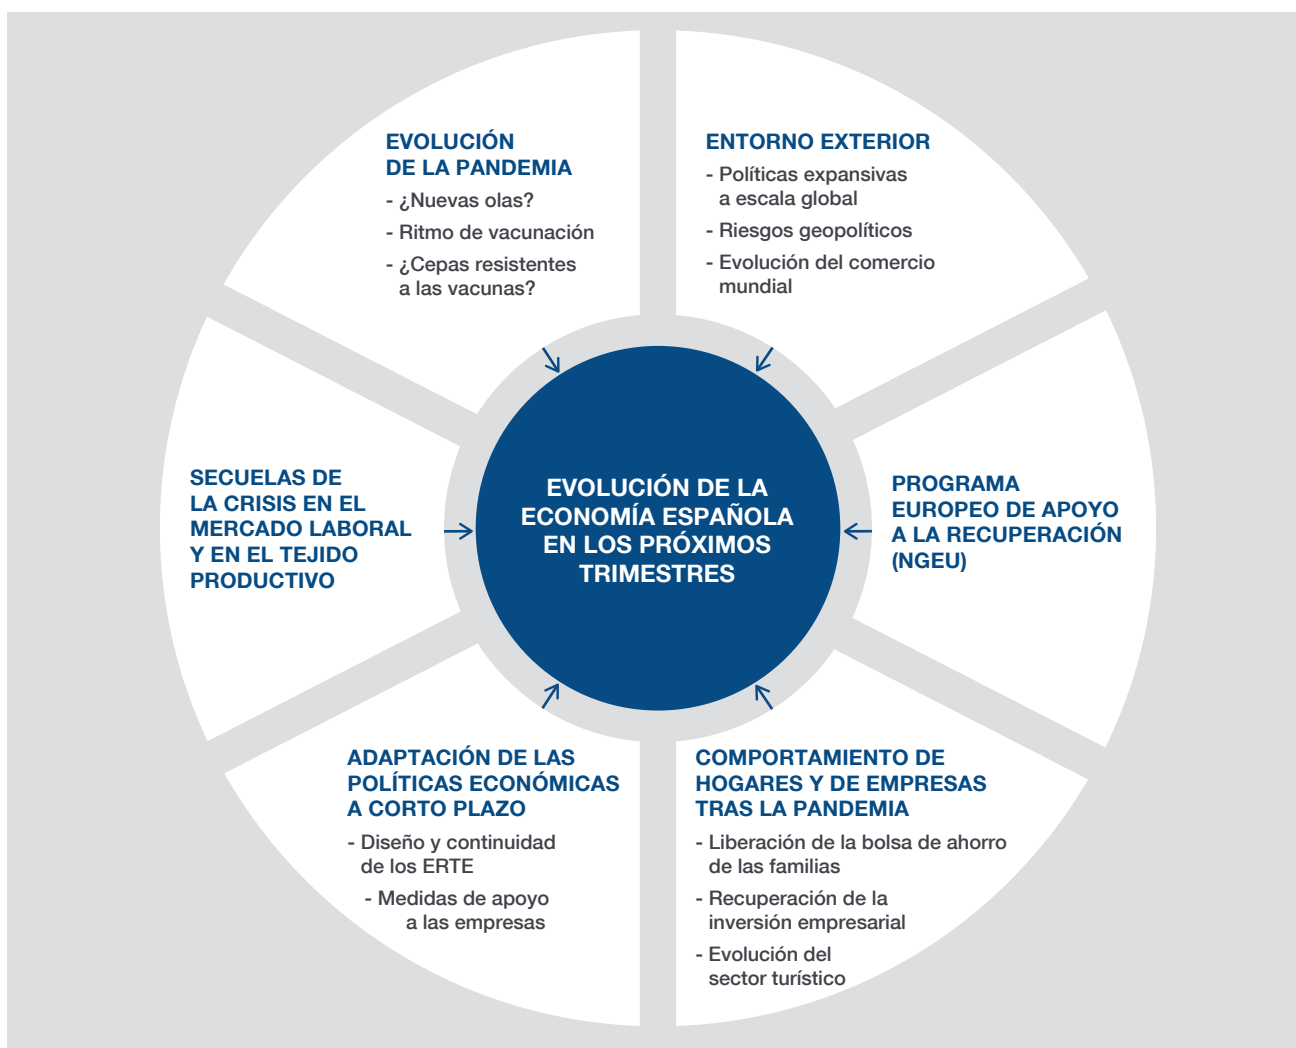 EVOLUCIÓN
DE LA PANDEMIA
- ¿Nuevas olas?
- Ritmo de vacunación
- ¿Cepas resistentes
a las vacunas?
ENTORNO EXTERIOR
- Políticas expansivas
a escala global
- Riesgos geopolíticos
- Evolución del comercio
mundial
SECUELAS DE
LA CRISIS EN EL
MERCADO LABORAL
Y EN EL TEJIDO
PRODUCTIVO
EVOLUCIÓN DE LA
ECONOMÍA ESPAÑOLA
EN LOS PRÓXIMOS
TRIMESTRES
PROGRAMA
EUROPEO DE APOYO
A LA RECUPERACIÓN
(NGEU)
ADAPTACIÓN DE LAS
POLÍTICAS ECONÓMICAS
A CORTO PLAZO
- Diseño y continuidad
de los ERTE
- Medidas de apoyo
a las empresas
COMPORTAMIENTO DE
HOGARES Y DE EMPRESAS
TRAS LA PANDEMIA
- Liberación de la bolsa de ahorro
de las familias
- Recuperación de la
inversión empresarial
- Evolución del
sector turístico